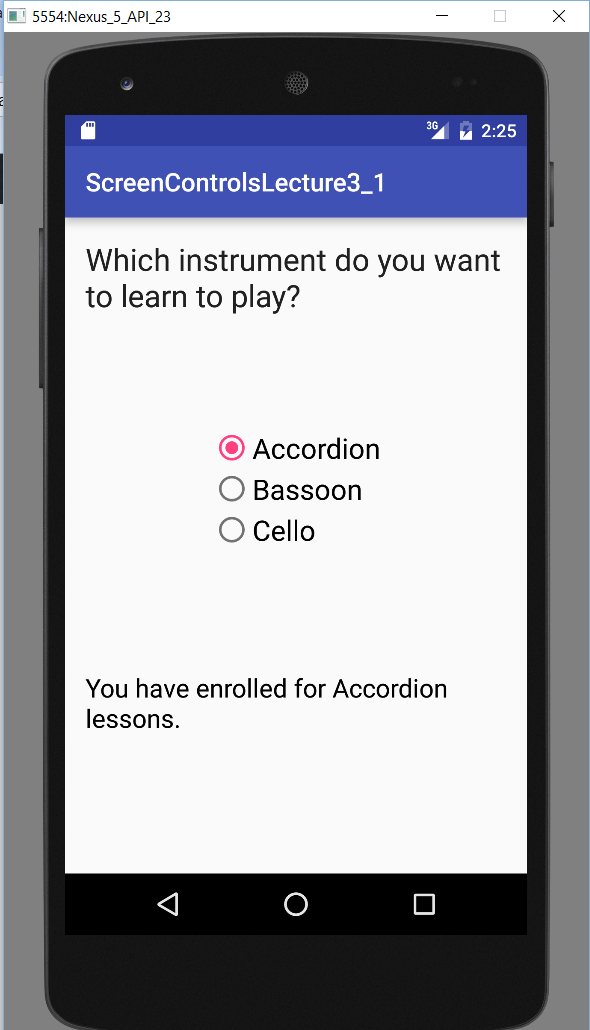 5554:Nexus_5_API_23
3G 2:25
ScreenControlsLecture3_1
Which instrument do you want
to learn to play?
Accordion
Bassoon
Cello
You have enrolled for Accordion
lessons.